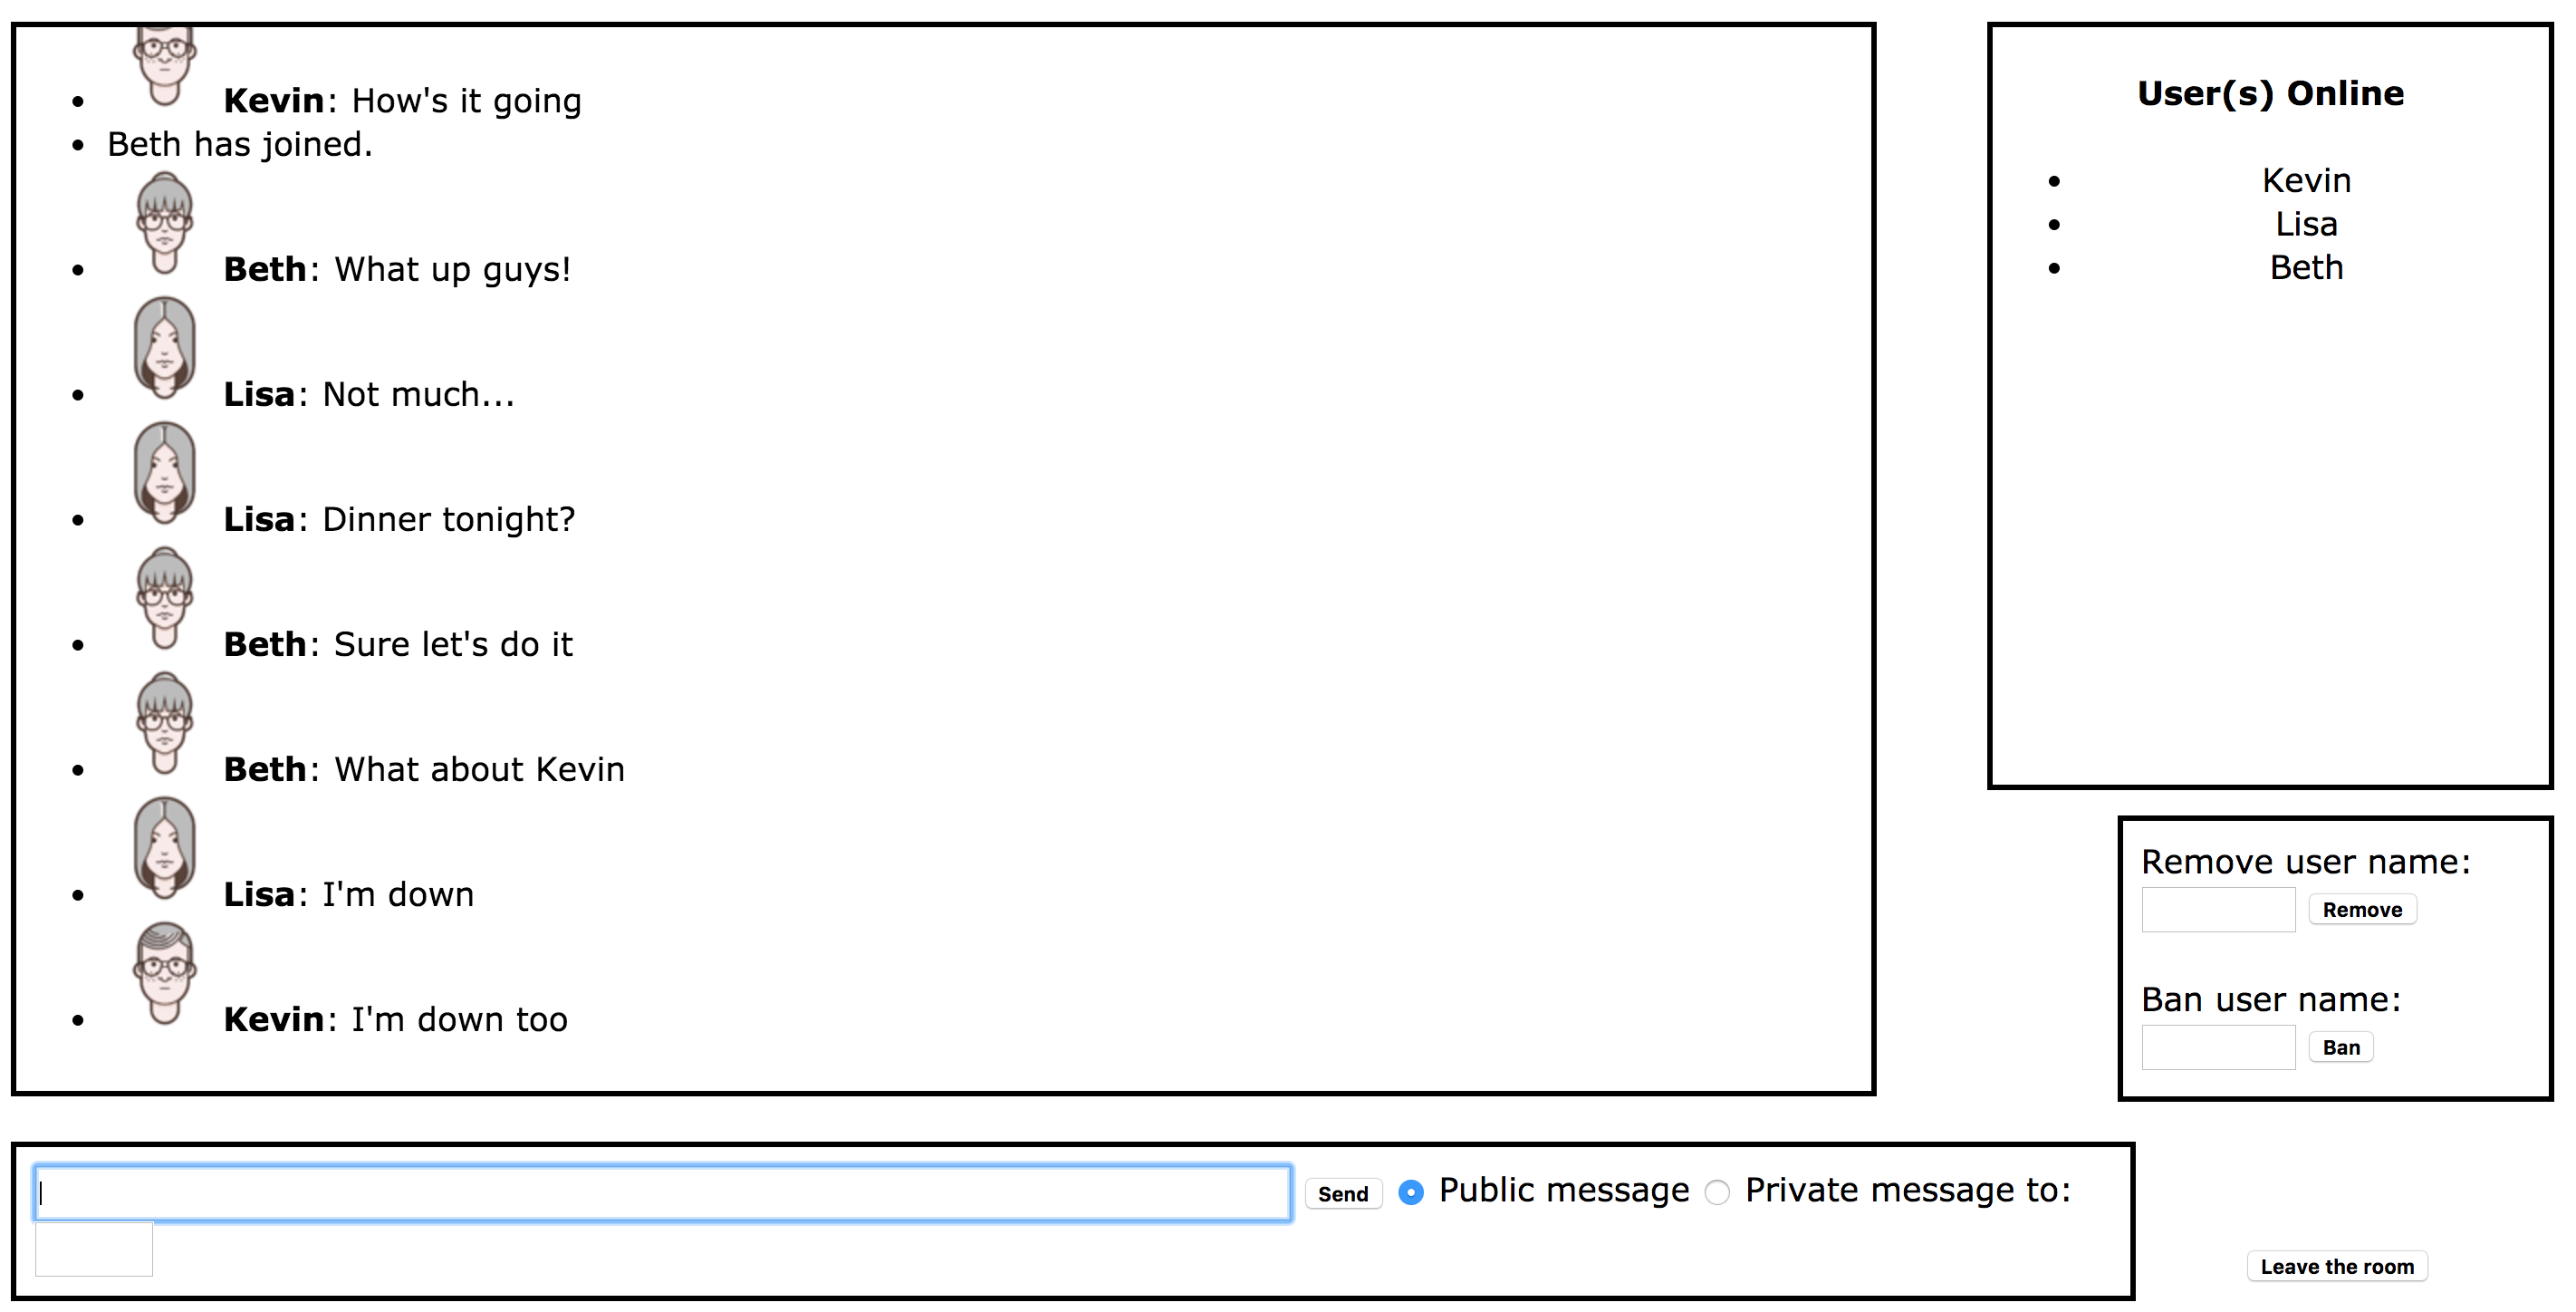 Kevin: How's it going
Beth has joined.
Beth: What up guys!
Lisa: Not much...
Lisa: Dinner tonight?
Beth: Sure let's do it
Beth: What about Kevin
Lisa: I'm down
Kevin: I'm down too
User(s) Online
Kevin
Lisa
Beth
Remove user name:
Remove
Ban user name:
Ban
Send Public message Private message to:
Leave the room